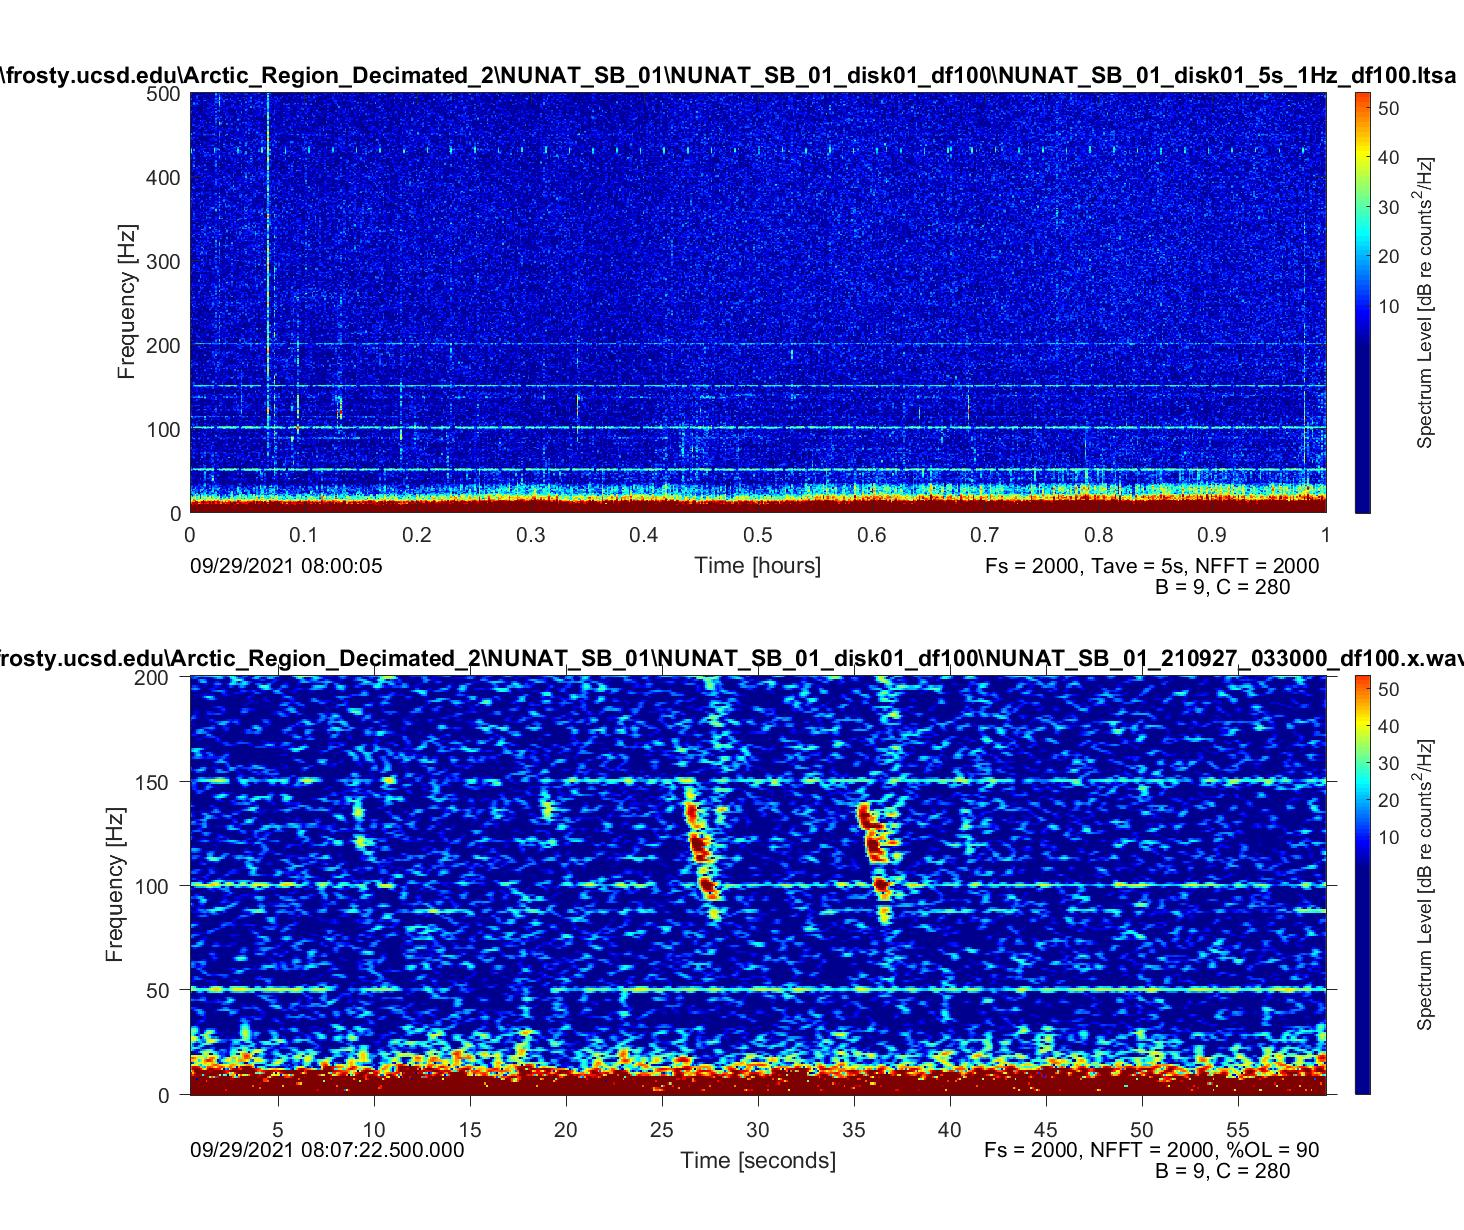 \frosty.ucsd.edu\Arctic_Region_Decimated_2\NUNAT_SB_01\NUNAT_SB_01_disk01_df100\NUNAT_SB_01_disk01_5s_1Hz_df100.ltsa
500
400
300
200
100
0
Frequency [Hz]
0 0.1 0.2 0.3 0.4 0.5 0.6 0.7 0.8 0.9 1
Time [hours]
09/29/2021 08:00:05
Fs = 2000, Tave = 5s, NFFT = 2000
B = 9, C = 280
50
40
30
20
10
Spectrum Level [dB re counts²/Hz]
frosty.ucsd.edu\Arctic_Region_Decimated_2\NUNAT_SB_01\NUNAT_SB_01_disk01_df100\NUNAT_SB_01_210927_033000_df100.x.wav
200
150
100
50
0
Frequency [Hz]
5 10 15 20 25 30 35 40 45 50 55
Time [seconds]
09/29/2021 08:07:22.500.000
Fs = 2000, NFFT = 2000, %OL = 90
B = 9, C = 280
50
40
30
20
10
Spectrum Level [dB re counts²/Hz]